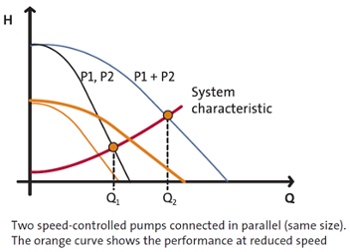 H
P1, P2
P1 + P2
System
characteristic
Q
Q1
Q2
Two speed-controlled pumps connected in parallel (same size).
The orange curve shows the performance at reduced speed